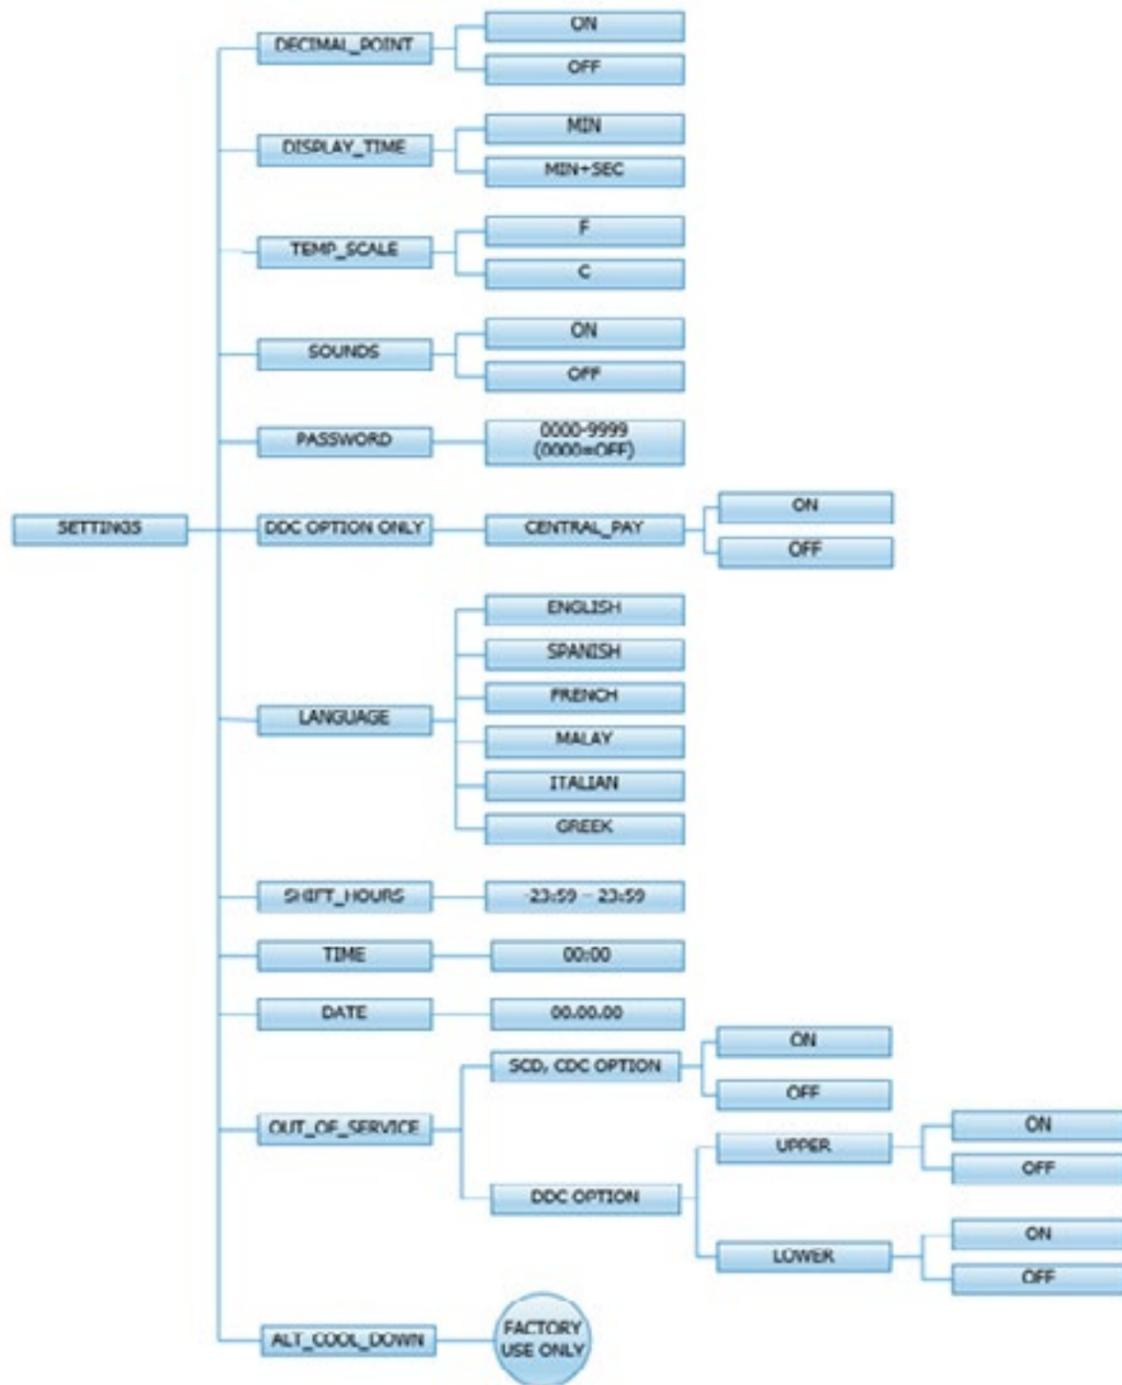 SETTINGS
DECIMAL_POINT
ON
OFF
DISPLAY_TIME
MIN
MIN+SEC
TEMP_SCALE
F
C
SOUNDS
ON
OFF
PASSWORD
0000-9999
(0000=OFF)
DDC OPTION ONLY
CENTRAL_PAY
ON
OFF
LANGUAGE
ENGLISH
SPANISH
FRENCH
MALAY
ITALIAN
GREEK
SHIFT_HOURS
-23:59 – 23:59
TIME
00:00
DATE
00.00.00
OUT_OF_SERVICE
SCD, CDC OPTION
ON
OFF
DDC OPTION
UPPER
ON
OFF
LOWER
ON
OFF
ALT_COOL_DOWN
FACTORY
USE ONLY